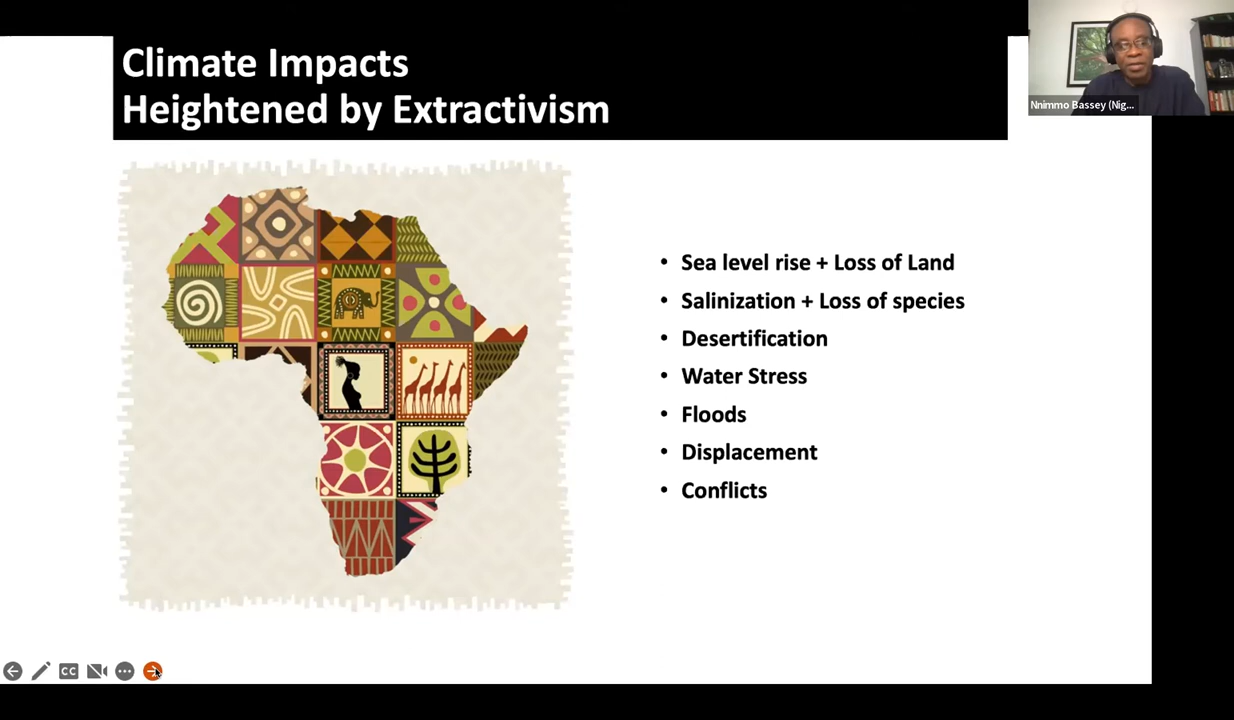 Climate Impacts
Heightened by Extractivism
Nnimmo Bassey (Nig...
• Sea level rise + Loss of Land
• Salinization + Loss of species
• Desertification
• Water Stress
• Floods
• Displacement
• Conflicts
CC